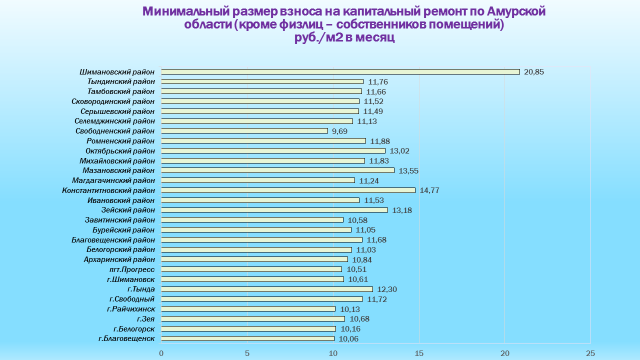 Минимальный размер взноса на капитальный ремонт по Амурской
области (кроме физлиц – собственников помещений)
руб./м2 в месяц
Шимановский район 20,85
Тындинский район 11,76
Тамбовский район 11,66
Сковородинский район 11,52
Серышевский район 11,49
Селемджинский район 11,13
Свободненский район 9,69
Ромненский район 11,88
Октябрьский район 13,02
Михайловский район 11,83
Мазановский район 13,55
Магдагачинский район 11,24
Константитновский район 14,77
Ивановский район 11,53
Зейский район 13,18
Завитинский район 10,58
Бурейский район 11,05
Благовещенский район 11,68
Белогорский район 11,03
Архаринский район 10,84
пгт.Прогресс 10,51
г.Шимановск 10,61
г.Тында 12,30
г.Свободный 11,72
г.Райчихинск 10,13
г.Зея 10,68
г.Белогорск 10,16
г.Благовещенск 10,06
0 5 10 15 20 25